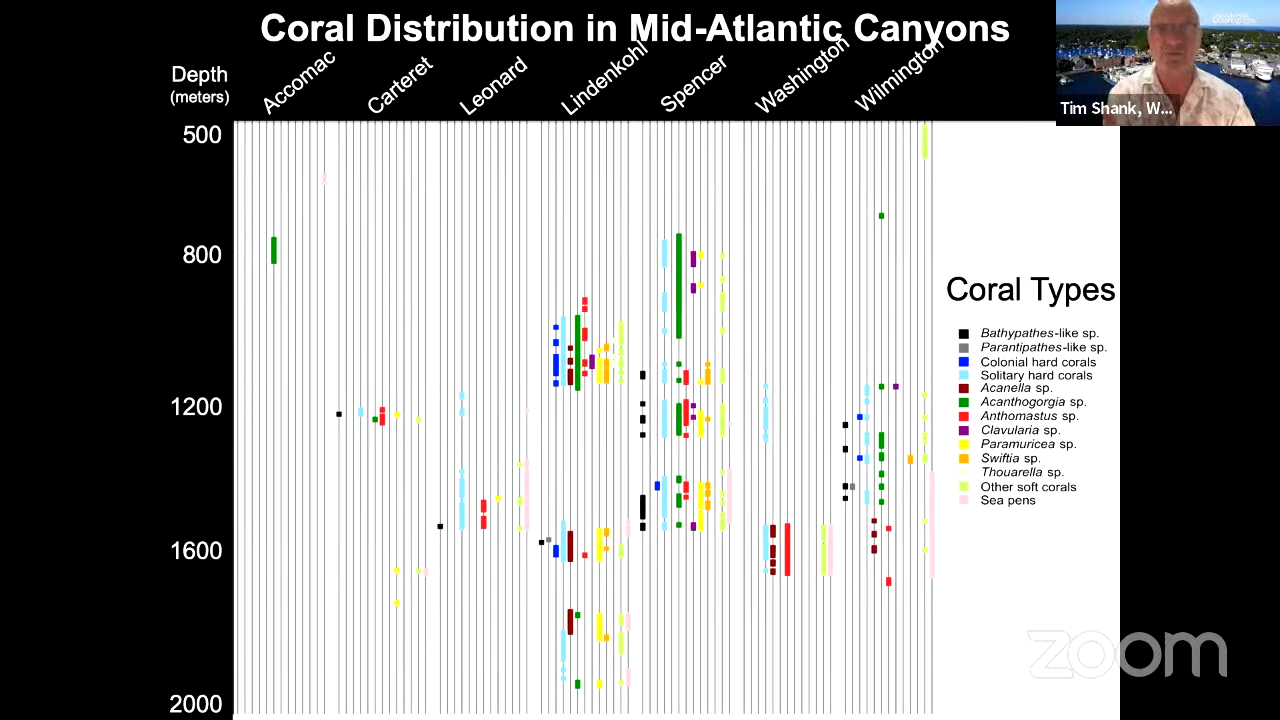 Coral Distribution in Mid-Atlantic Canyons
Depth
(meters)
Accomac
Carteret
Leonard
Lindenkohl
Spencer
Washington
Wilmington
500
800
1200
1600
2000
Coral Types
Bathypathes-like sp.
Parantipathes-like sp.
Colonial hard corals
Solitary hard corals
Acanella sp.
Acanthogorgia sp.
Anthomastus sp.
Clavularia sp.
Paramuricea sp.
Swiftia sp.
Thouarella sp.
Other soft corals
Sea pens
Tim Shank, W...
zoom